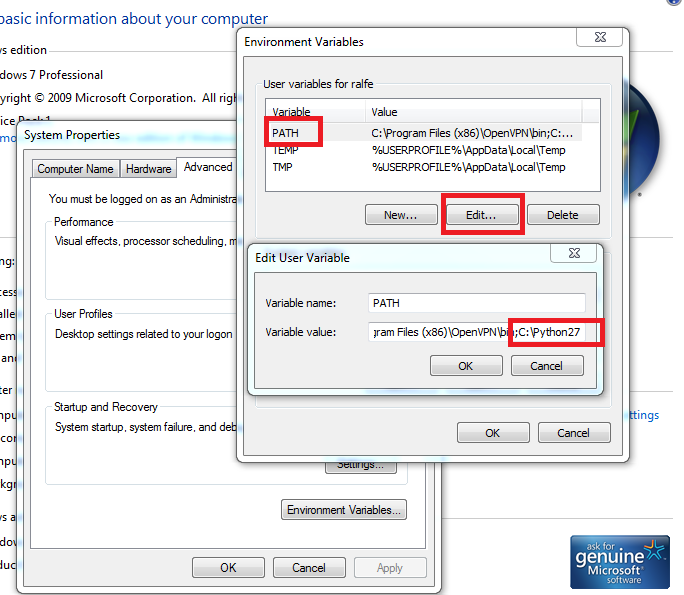 basic information about your computer
s edition
dows 7 Professional
yright © 2009 Microsoft Corporation. All righ
ice Pack 1
System Properties
Computer Name
Hardware
Advanced
You must be logged on as an Administra
Performance
Visual effects, processor scheduling, m
User Profiles
Desktop settings related to your logon
Startup and Recovery
System startup, system failure, and deb
Settings...
Environment Variables...
OK
Cancel
Apply
Environment Variables
User variables for ralfe
Variable
Value
PATH
C:\Program Files (x86)\OpenVPN\bin;C:...
TEMP
%USERPROFILE%\AppData\Local\Temp
TMP
%USERPROFILE%\AppData\Local\Temp
New...
Edit...
Delete
Edit User Variable
Variable name:
PATH
Variable value:
gram Files (x86)\OpenVPN\bin;C:\Python27
OK
Cancel
OK
Cancel
ttings
ask for
genuine
Microsoft
software